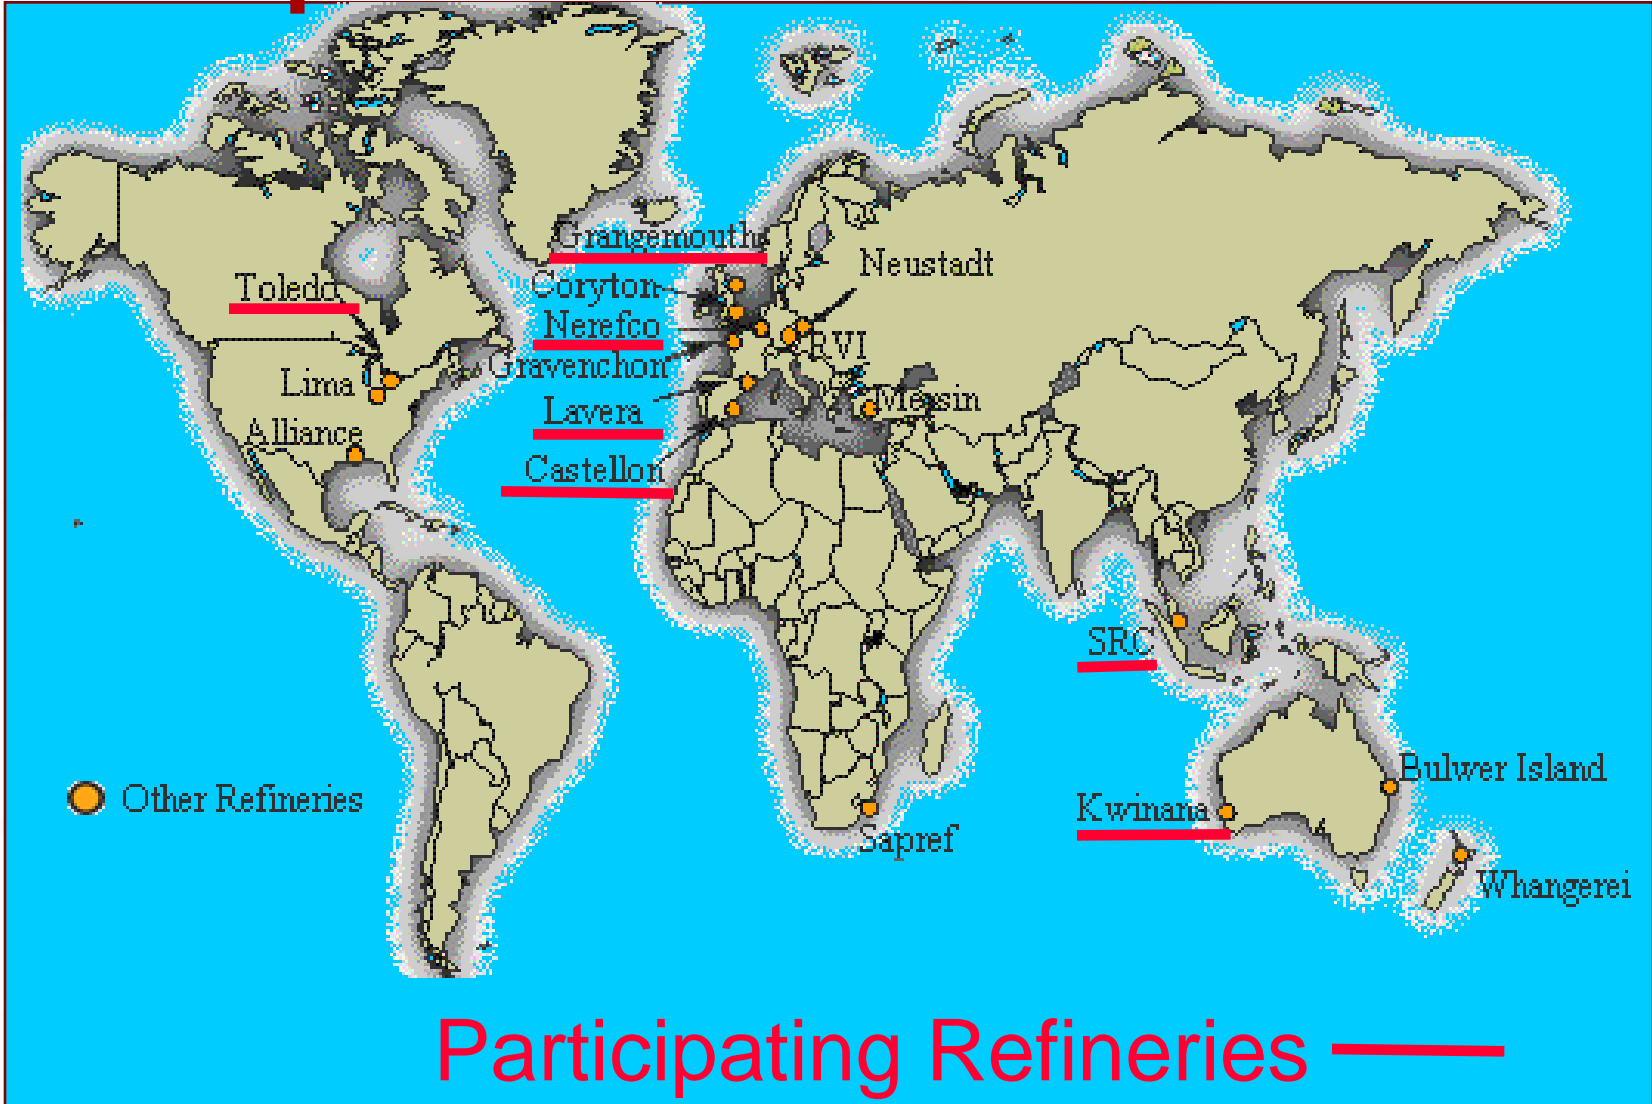 Grangemouth
Neustadt
Toledo
Coryton
Nerefco
RVI
Gravenchon
Lima
Lavera
Mersin
Alliance
Castellon
SRC
Bulwer Island
Other Refineries
Kwinana
Sapref
Whangerei
Participating Refineries